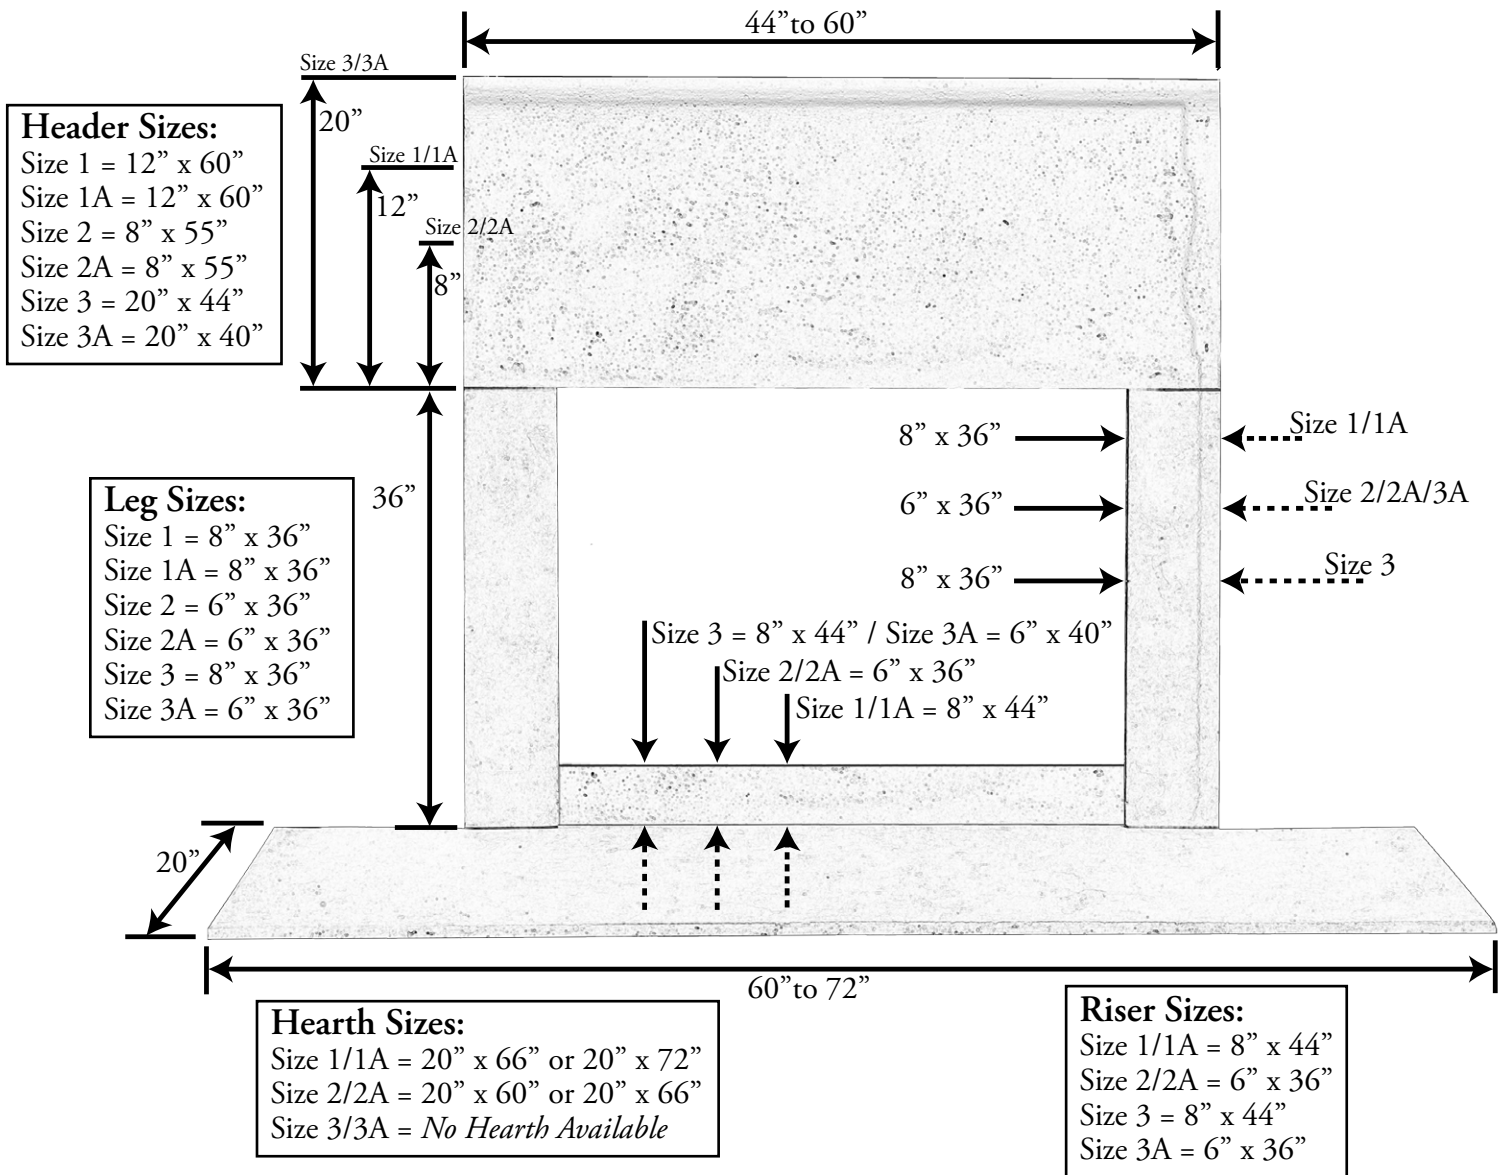 44”to 60”
Size 3/3A
20”
Header Sizes:
Size 1 = 12” x 60”
Size 1A = 12” x 60”
Size 2 = 8” x 55”
Size 2A = 8” x 55”
Size 3 = 20” x 44”
Size 3A = 20” x 40”
Size 1/1A
12”
Size 2/2A
8”
8” x 36”
Size 1/1A
6” x 36”
Size 2/2A/3A
8” x 36”
Size 3
36”
Leg Sizes:
Size 1 = 8” x 36”
Size 1A = 8” x 36”
Size 2 = 6” x 36”
Size 2A = 6” x 36”
Size 3 = 8” x 36”
Size 3A = 6” x 36”
Size 3 = 8” x 44” / Size 3A = 6” x 40”
Size 2/2A = 6” x 36”
Size 1/1A = 8” x 44”
20”
60”to 72”
Hearth Sizes:
Size 1/1A = 20” x 66” or 20” x 72”
Size 2/2A = 20” x 60” or 20” x 66”
Size 3/3A = No Hearth Available
Riser Sizes:
Size 1/1A = 8” x 44”
Size 2/2A = 6” x 36”
Size 3 = 8” x 44”
Size 3A = 6” x 36”